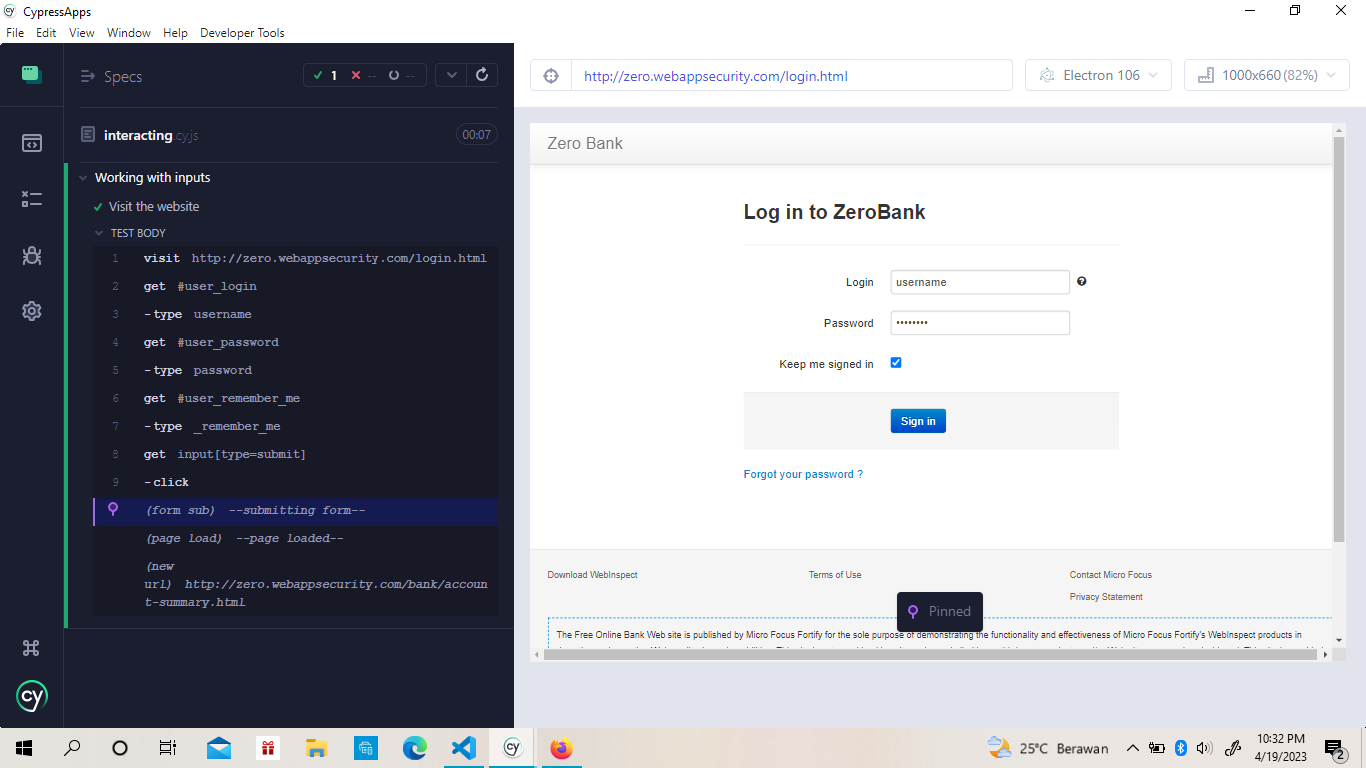 CypressApps
File Edit View Window Help Developer Tools
Specs
1 -- --
interacting.cy.js
00:07
Working with inputs
Visit the website
TEST BODY
1 visit http://zero.webappsecurity.com/login.html
2 get #user_login
3 -type username
4 get #user_password
5 -type password
6 get #user_remember_me
7 -type _remember_me
8 get input[type=submit]
9 -click
(form sub) --submitting form--
(page load) --page loaded--
(new
url) http://zero.webappsecurity.com/bank/accoun
t-summary.html
cy
http://zero.webappsecurity.com/login.html
Electron 106
1000x660 (82%)
Zero Bank
Log in to ZeroBank
Login username
Password ••••••••
Keep me signed in
Sign in
Forgot your password ?
Download WebInspect
Terms of Use
Contact Micro Focus
Privacy Statement
Pinned
The Free Online Bank Web site is published by Micro Focus Fortify for the sole purpose of demonstrating the functionality and effectiveness of Micro Focus Fortify's WebInspect products in
25°C Berawan
10:32 PM
4/19/2023
2